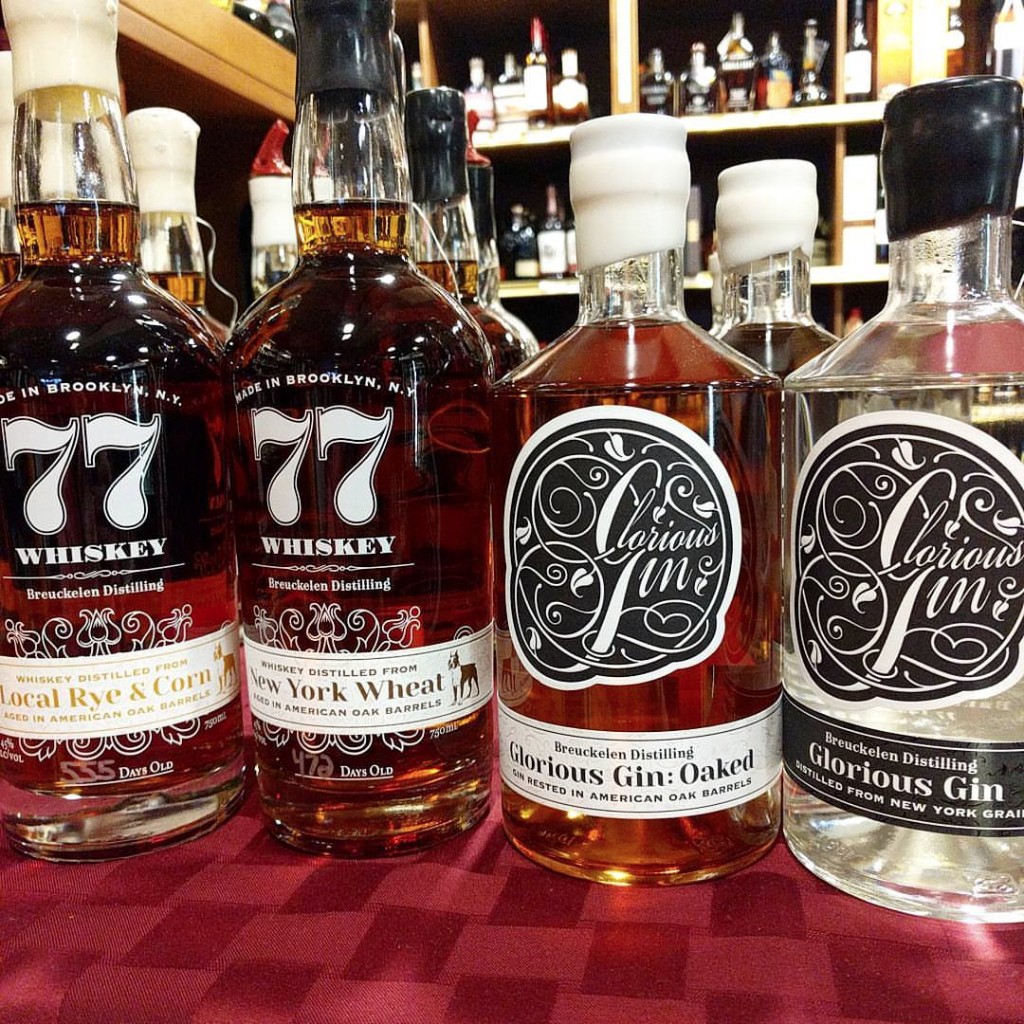 DE IN BROOKLYN, N.Y.
77
WHISKEY
Breuckelen Distilling
WHISKEY DISTILLED FROM
Local Rye & Corn
AGED IN AMERICAN OAK BARRELS
750ML
45%
555 DAYS OLD
MADE IN BROOKLYN, N.Y.
77
WHISKEY
Breuckelen Distilling
WHISKEY DISTILLED FROM
New York Wheat
AGED IN AMERICAN OAK BARRELS
750ML
DAYS OLD
Glorious
Gin
Breuckelen Distilling
Glorious Gin: Oaked
GIN RESTED IN AMERICAN OAK BARRELS
Glorious
Gin
Breuckelen Distilling
Glorious Gin
DISTILLED FROM NEW YORK GRAI